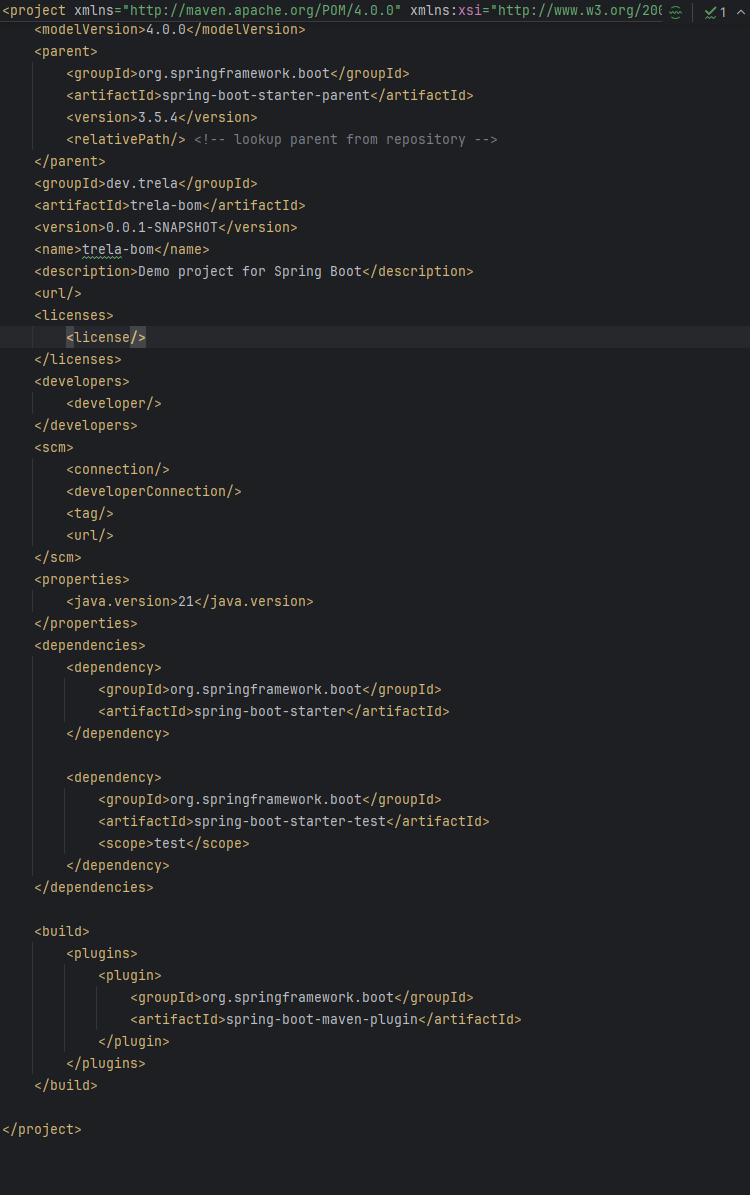 <project xmlns="http://maven.apache.org/POM/4.0.0" xmlns:xsi="http://www.w3.org/200
1
<modelVersion>4.0.0</modelVersion>
<parent>
<groupId>org.springframework.boot</groupId>
<artifactId>spring-boot-starter-parent</artifactId>
<version>3.5.4</version>
<relativePath/> <!-- lookup parent from repository -->
</parent>
<groupId>dev.trela</groupId>
<artifactId>trela-bom</artifactId>
<version>0.0.1-SNAPSHOT</version>
<name>trela-bom</name>
<description>Demo project for Spring Boot</description>
<url/>
<licenses>
<license/>
</licenses>
<developers>
<developer/>
</developers>
<scm>
<connection/>
<developerConnection/>
<tag/>
<url/>
</scm>
<properties>
<java.version>21</java.version>
</properties>
<dependencies>
<dependency>
<groupId>org.springframework.boot</groupId>
<artifactId>spring-boot-starter</artifactId>
</dependency>
<dependency>
<groupId>org.springframework.boot</groupId>
<artifactId>spring-boot-starter-test</artifactId>
<scope>test</scope>
</dependency>
</dependencies>
<build>
<plugins>
<plugin>
<groupId>org.springframework.boot</groupId>
<artifactId>spring-boot-maven-plugin</artifactId>
</plugin>
</plugins>
</build>
</project>